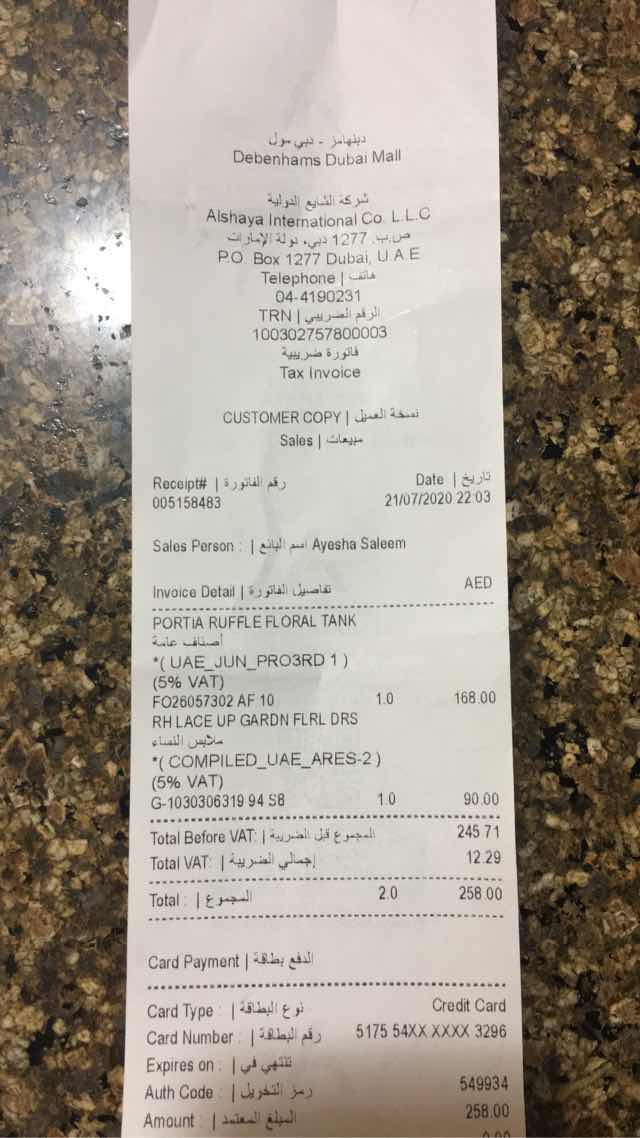 دبنهامز - دبي مول
Debenhams Dubai Mall
شركة الشايع الدولية
Alshaya International Co. L.L.C
ص.ب. 1277 دبي، دولة الإمارات
P.O. Box 1277 Dubai, U.A.E
Telephone | هاتف
04-4190231
TRN | الرقم الضريبي
100302757800003
فاتورة ضريبية
Tax Invoice
CUSTOMER COPY | نسخة العميل
Sales | مبيعات
Receipt# | رقم الفاتورة Date | تاريخ
005158483 21/07/2020 22:03
Sales Person : | اسم البائع Ayesha Saleem
Invoice Detail | تفاصيل الفاتورة AED
PORTIA RUFFLE FLORAL TANK
أصناف عامة
*( UAE_JUN_PRO3RD 1 )
(5% VAT)
FO26057302 AF 10 1.0 168.00
RH LACE UP GARDN FLRL DRS
ملابس النساء
*( COMPILED_UAE_ARES-2 )
(5% VAT)
G-1030306319 94 S8 1.0 90.00
Total Before VAT: | المجموع قبل الضريبة 245.71
Total VAT: | إجمالي الضريبة 12.29
Total : | المجموع 2.0 258.00
Card Payment | الدفع بطاقة
Card Type : | نوع البطاقة Credit Card
Card Number : | رقم البطاقة 5175 54XX XXXX 3296
Expires on : | تنتهي في
Auth Code : | رمز التخويل 549934
Amount : | المبلغ المعتمد 258.00